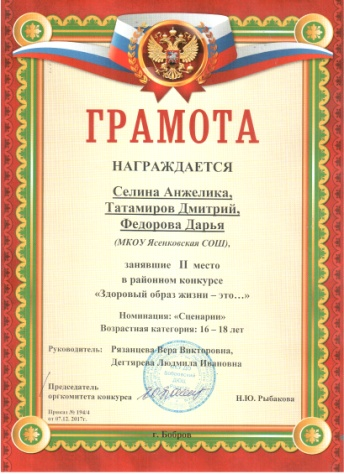 ГРАМОТА
НАГРАЖДАЕТСЯ
Селина Анжелика,
Татамиров Дмитрий,
Федорова Дарья
(МКОУ Ясенковская СОШ),
занявшие II место
в районном конкурсе
«Здоровый образ жизни – это…»
Номинация: «Сценарии»
Возрастная категория: 16 – 18 лет
Руководитель: Рязанцева Вера Викторовна,
Дегтярева Людмила Ивановна
Председатель
оргкомитета конкурса Н.Ю. Рыбакова
Приказ № 194/4
от 07.12. 2017г.
г. Бобров